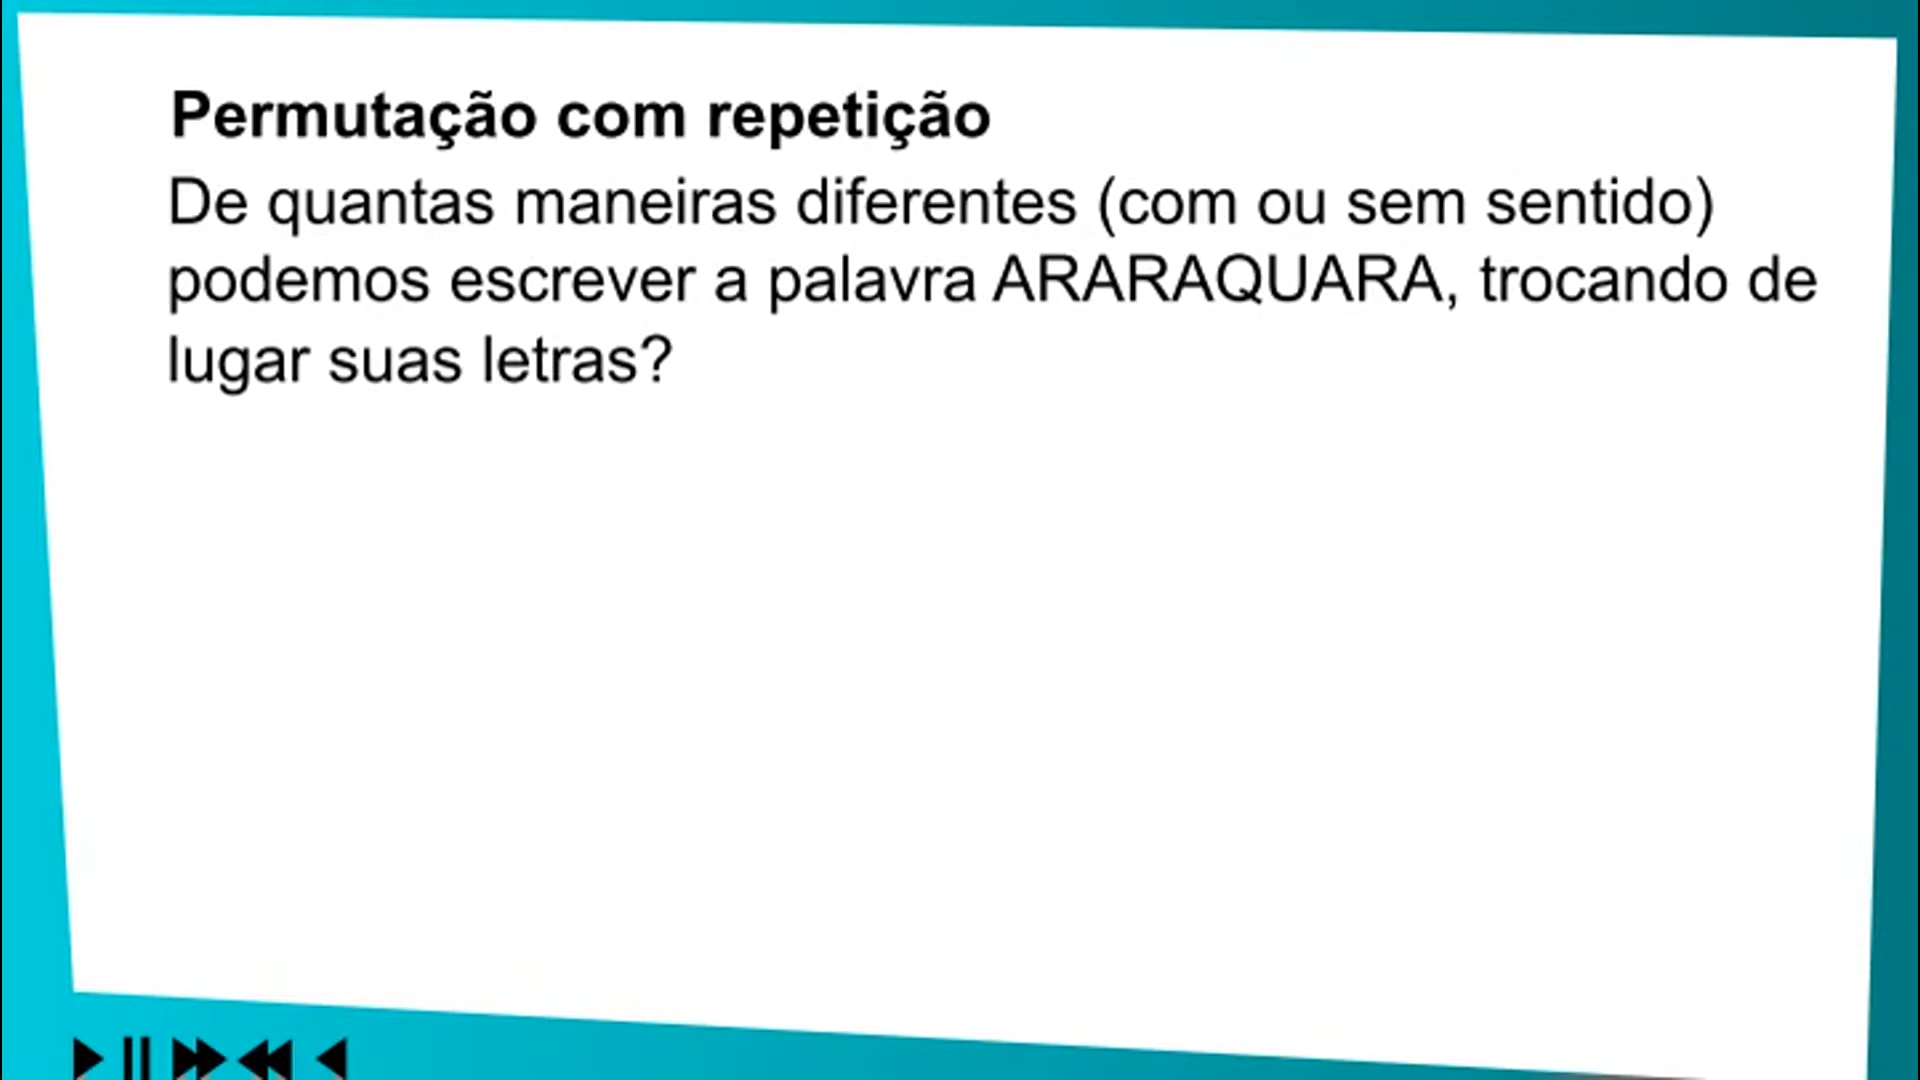 Permutação com repetição
De quantas maneiras diferentes (com ou sem sentido)
podemos escrever a palavra ARARAQUARA, trocando de
lugar suas letras?